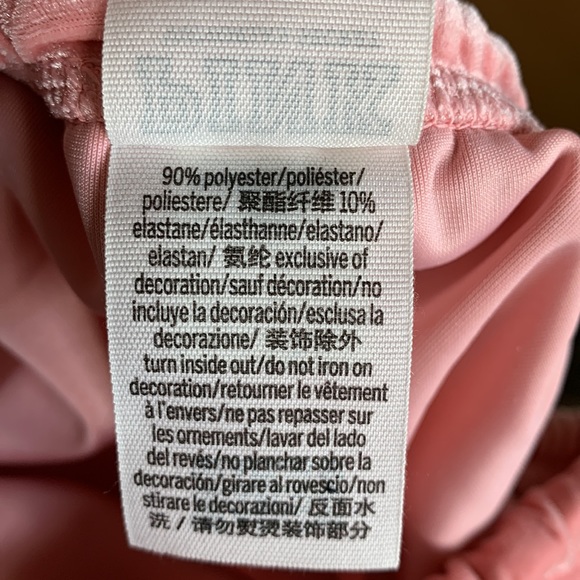 90% polyester/poliéster/
poliestere/ 聚酯纤维 10%
elastane/élasthanne/elastano/
elastan/ 氨纶 exclusive of
decoration/sauf décoration/no
incluye la decoración/esclusa la
decorazione/ 装饰除外
turn inside out/do not iron on
decoration/retourner le vêtement
à l'envers/ne pas repasser sur
les ornements/lavar del lado
del revés/no planchar sobre la
decoración/girare al rovescio/non
stirare le decorazioni/ 反面水
洗 / 请勿熨烫装饰部分